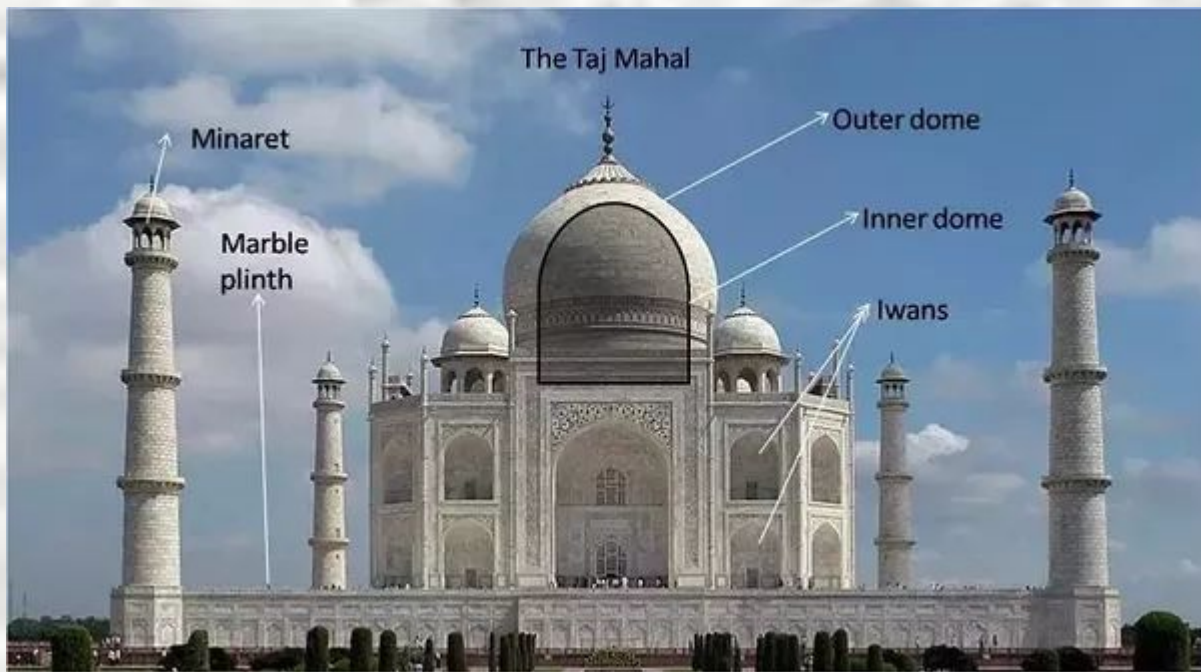 The Taj Mahal
Outer dome
Minaret
Inner dome
Marble
plinth
Iwans